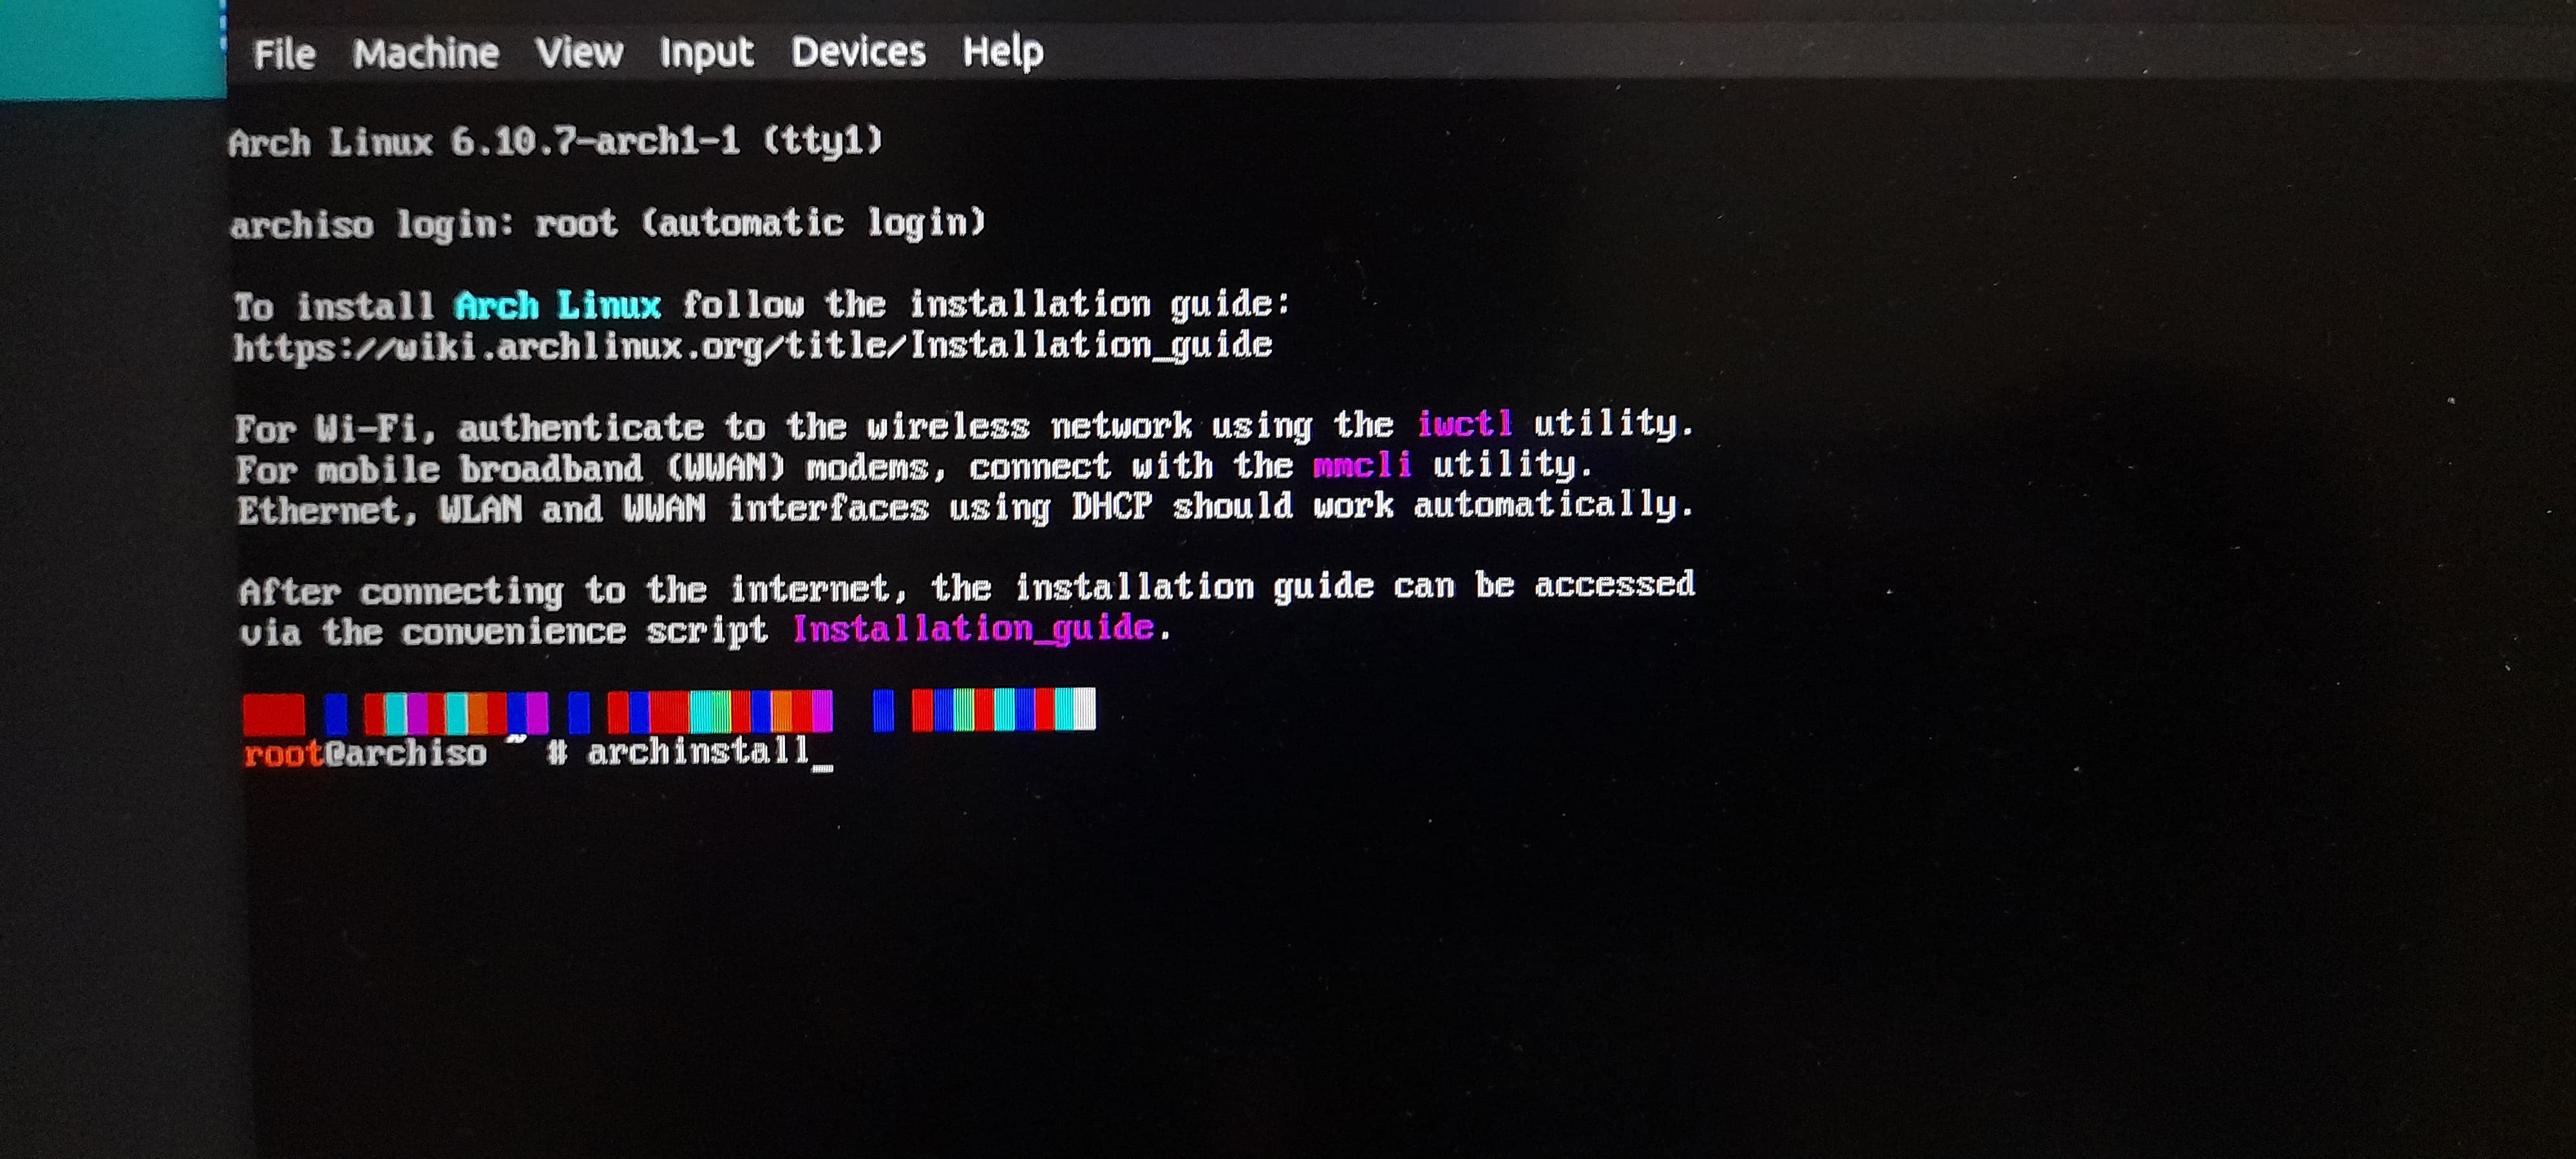 File Machine View Input Devices Help
Arch Linux 6.10.7-arch1-1 (tty1)
archiso login: root (automatic login)
To install Arch Linux follow the installation guide:
https://wiki.archlinux.org/title/Installation_guide
For Wi-Fi, authenticate to the wireless network using the iwctl utility.
For mobile broadband (WWAN) modems, connect with the mmcli utility.
Ethernet, WLAN and WWAN interfaces using DHCP should work automatically.
After connecting to the internet, the installation guide can be accessed
via the convenience script Installation_guide.
root@archiso ~ # archinstall_